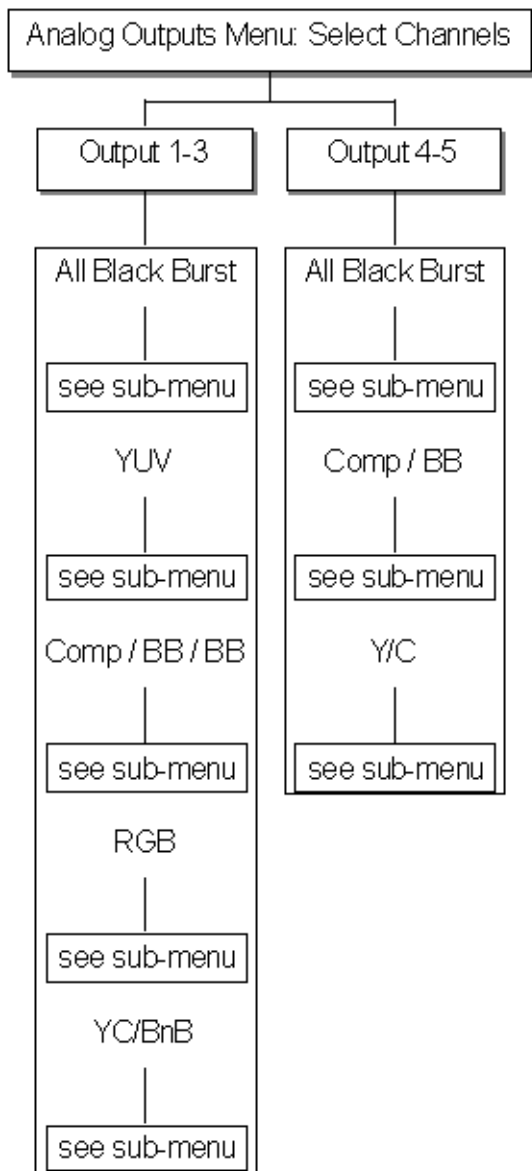 Analog Outputs Menu: Select Channels
Output 1-3
All Black Burst
see sub-menu
YUV
see sub-menu
Comp / BB / BB
see sub-menu
RGB
see sub-menu
YC/BnB
see sub-menu
Output 4-5
All Black Burst
see sub-menu
Comp / BB
see sub-menu
Y/C
see sub-menu